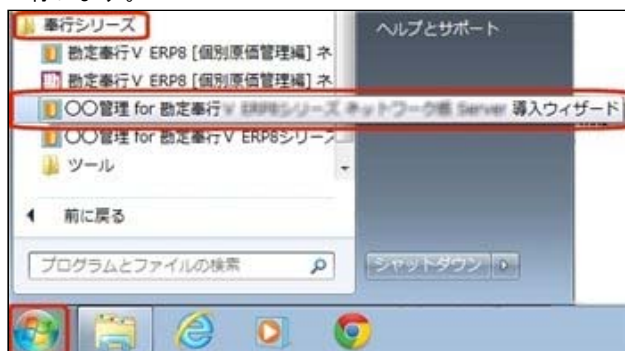 奉行シリーズ
勘定奉行V ERP8 [個別原価管理編] ネ
勘定奉行V ERP8 [個別原価管理編] ネ
〇〇管理 for 勘定奉行 導入ウィザード
〇〇管理 for 勘定奉行V ERP8シリーズ
ツール
前に戻る
プログラムとファイルの検索
ヘルプとサポート
シャットダウン